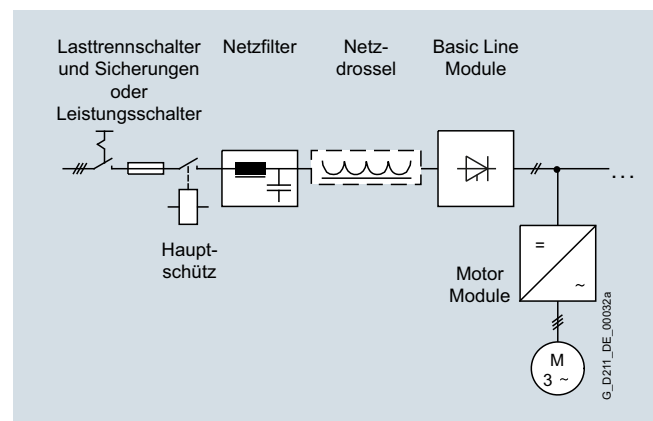 Lasttrennschalter
und Sicherungen
oder
Leistungsschalter
Netzfilter
Netz-
drossel
Basic Line
Module
...
Haupt-
schütz
=
~
Motor
Module
M
3 ~
G_D211_DE_00032a